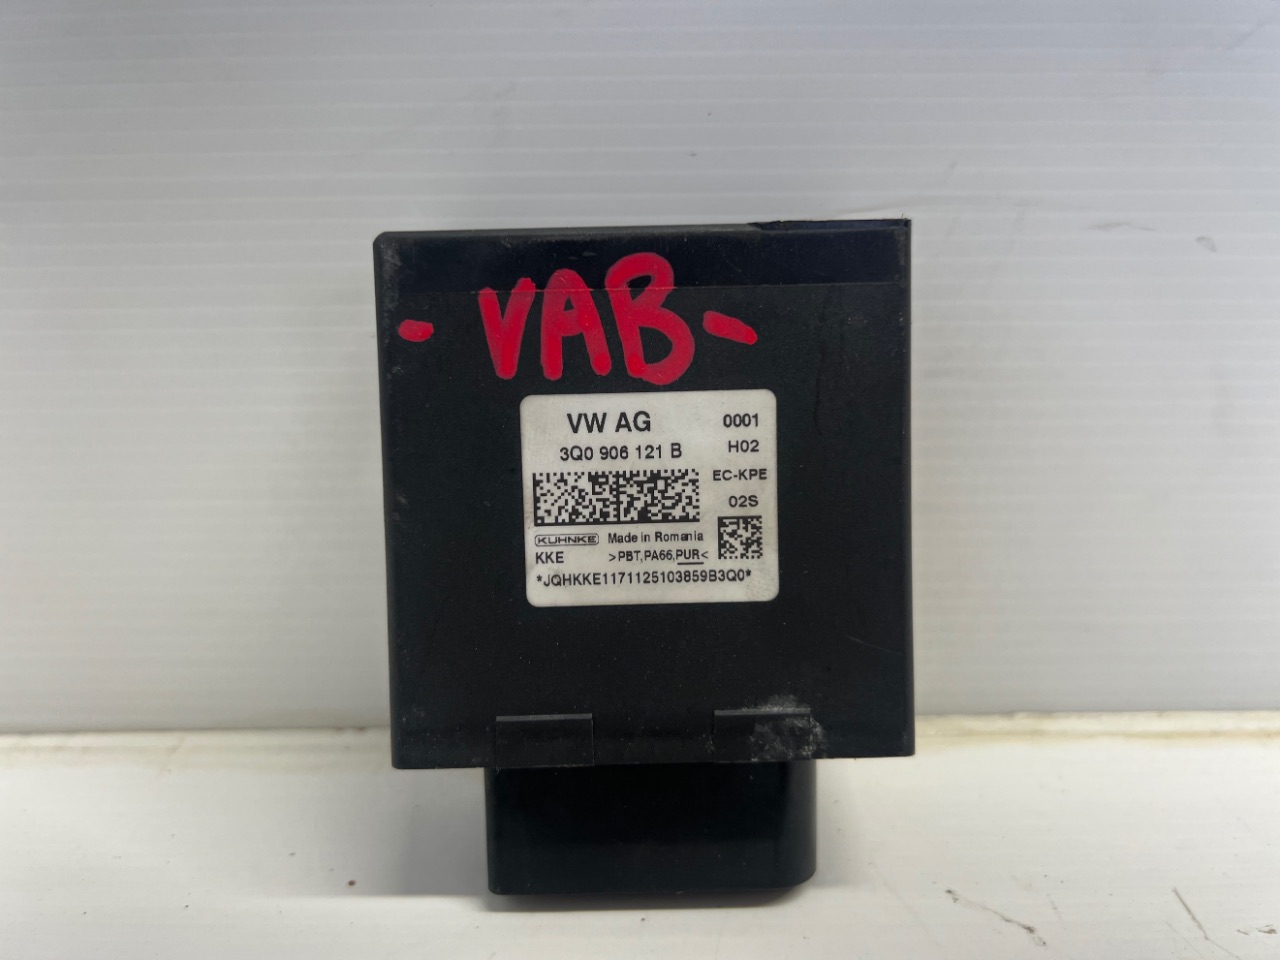 - VAB -
VW AG 0001
3Q0 906 121 B H02
EC-KPE
02S
KUHNKE Made in Romania
KKE >PBT,PA66,PUR<
*JQHKKE1171125103859B3Q0*